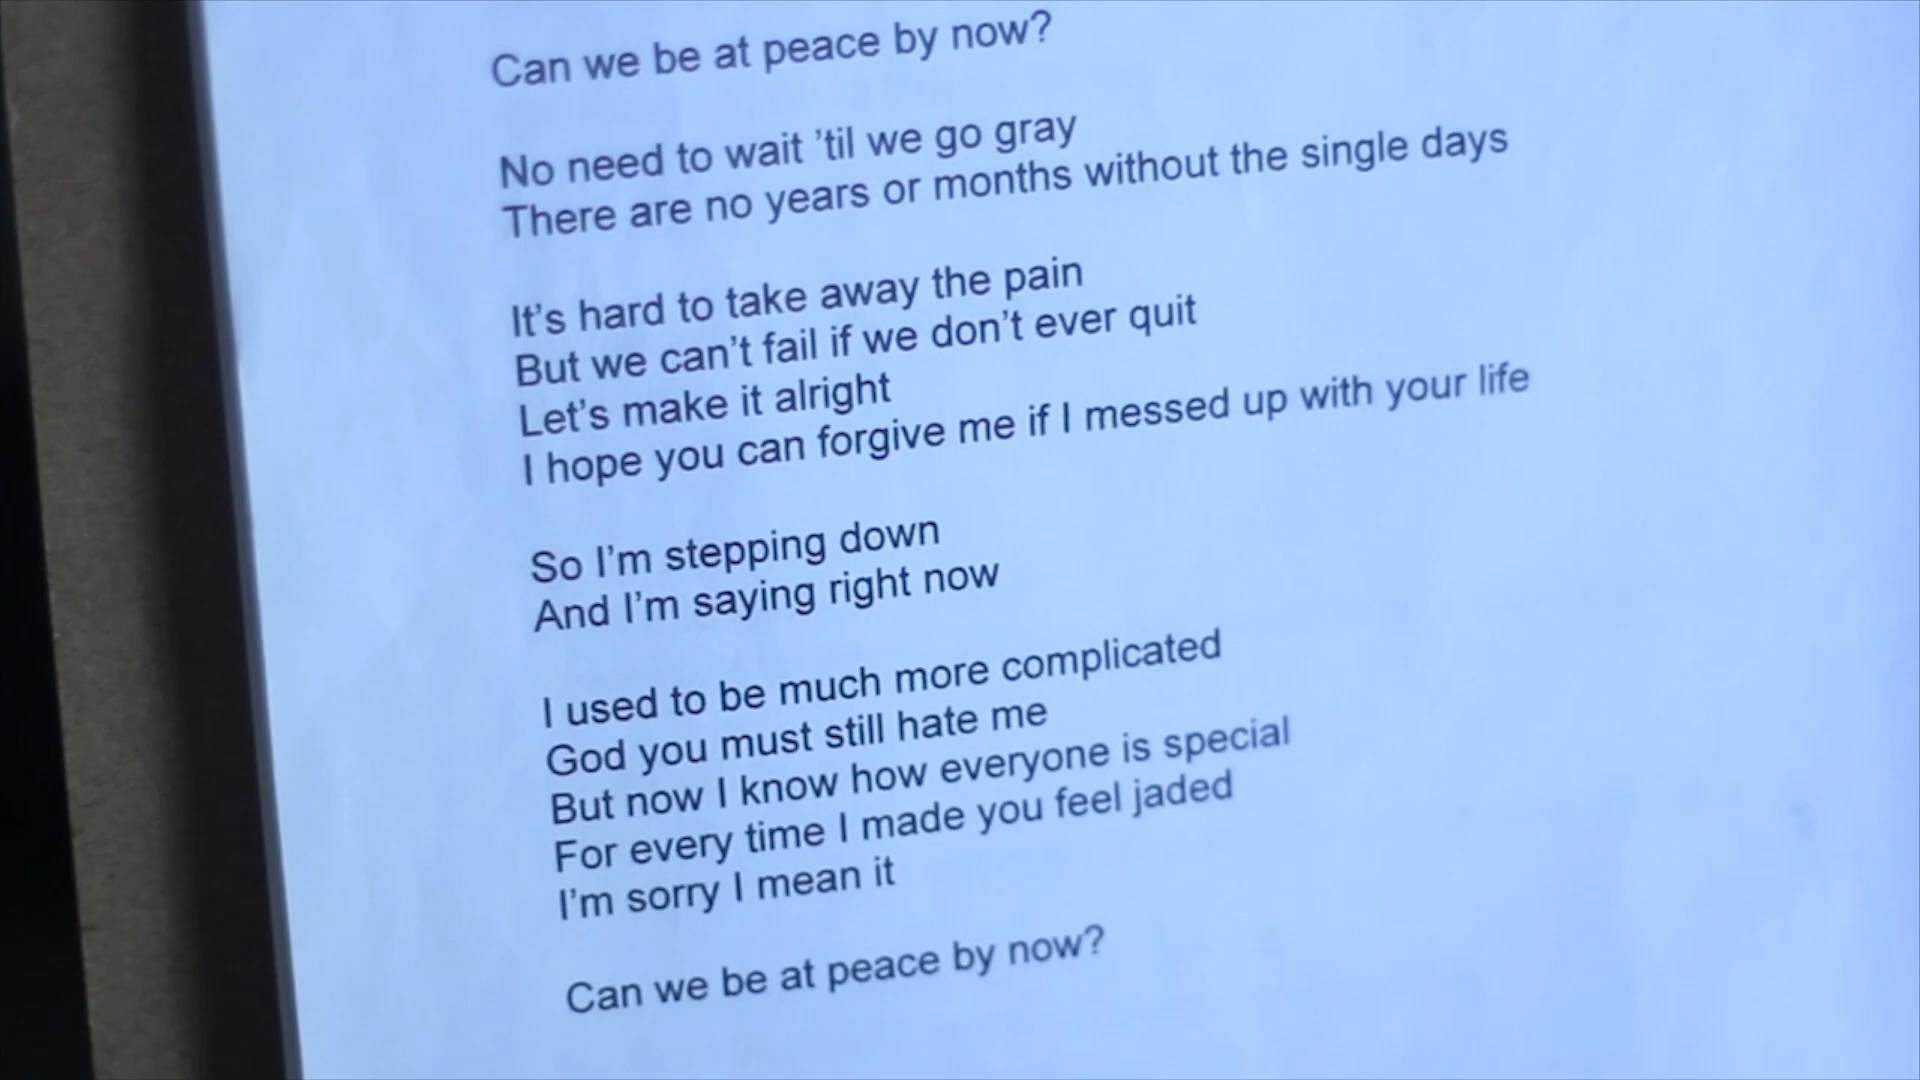 Can we be at peace by now?
No need to wait ’til we go gray
There are no years or months without the single days
It’s hard to take away the pain
But we can’t fail if we don’t ever quit
Let’s make it alright
I hope you can forgive me if I messed up with your life
So I’m stepping down
And I’m saying right now
I used to be much more complicated
God you must still hate me
But now I know how everyone is special
For every time I made you feel jaded
I’m sorry I mean it
Can we be at peace by now?